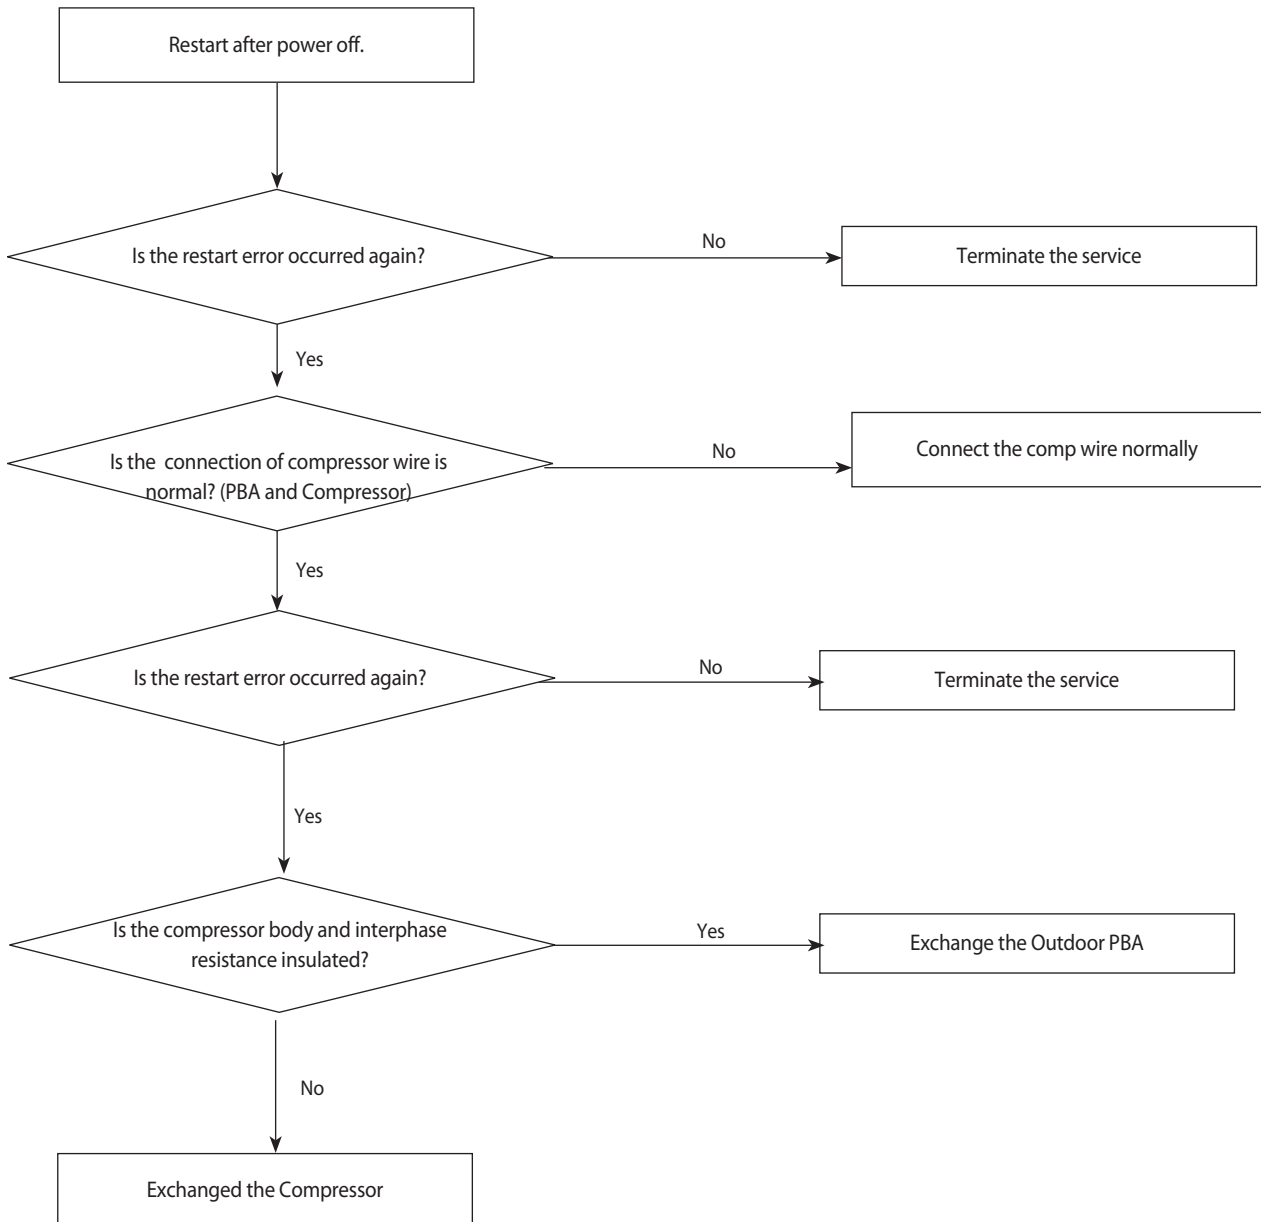 Restart after power off.
Is the restart error occurred again?
No
Terminate the service
Yes
Is the  connection of compressor wire is
normal? (PBA and Compressor)
No
Connect the comp wire normally
Yes
Is the restart error occurred again?
No
Terminate the service
Yes
Is the compressor body and interphase
resistance insulated?
Yes
Exchange the Outdoor PBA
No
Exchanged the Compressor